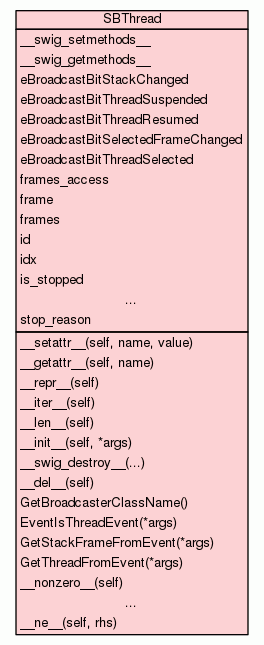 SBThread
__swig_setmethods__
__swig_getmethods__
eBroadcastBitStackChanged
eBroadcastBitThreadSuspended
eBroadcastBitThreadResumed
eBroadcastBitSelectedFrameChanged
eBroadcastBitThreadSelected
frames_access
frame
frames
id
idx
is_stopped
...
stop_reason
__setattr__(self, name, value)
__getattr__(self, name)
__repr__(self)
__iter__(self)
__len__(self)
__init__(self, *args)
__swig_destroy__(...)
__del__(self)
GetBroadcasterClassName()
EventIsThreadEvent(*args)
GetStackFrameFromEvent(*args)
GetThreadFromEvent(*args)
__nonzero__(self)
...
__ne__(self, rhs)